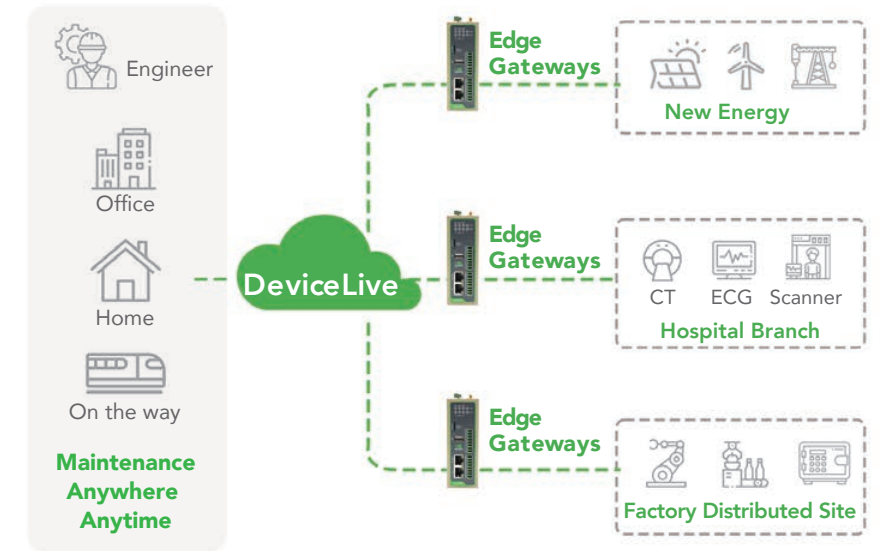 Engineer
Office
Home
On the way
Maintenance
Anywhere
Anytime
DeviceLive
Edge
Gateways
New Energy
Edge
Gateways
CT ECG Scanner
Hospital Branch
Edge
Gateways
Factory Distributed Site